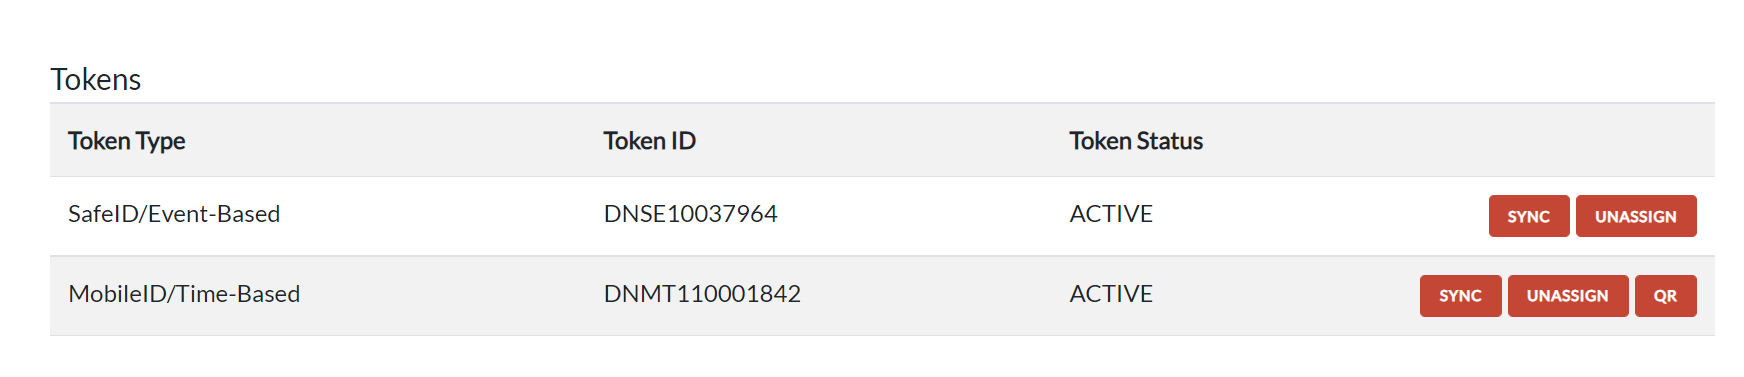 Tokens
Token Type Token ID Token Status
SafeID/Event-Based DNSE10037964 ACTIVE SYNC UNASSIGN
MobileID/Time-Based DNMT110001842 ACTIVE SYNC UNASSIGN QR